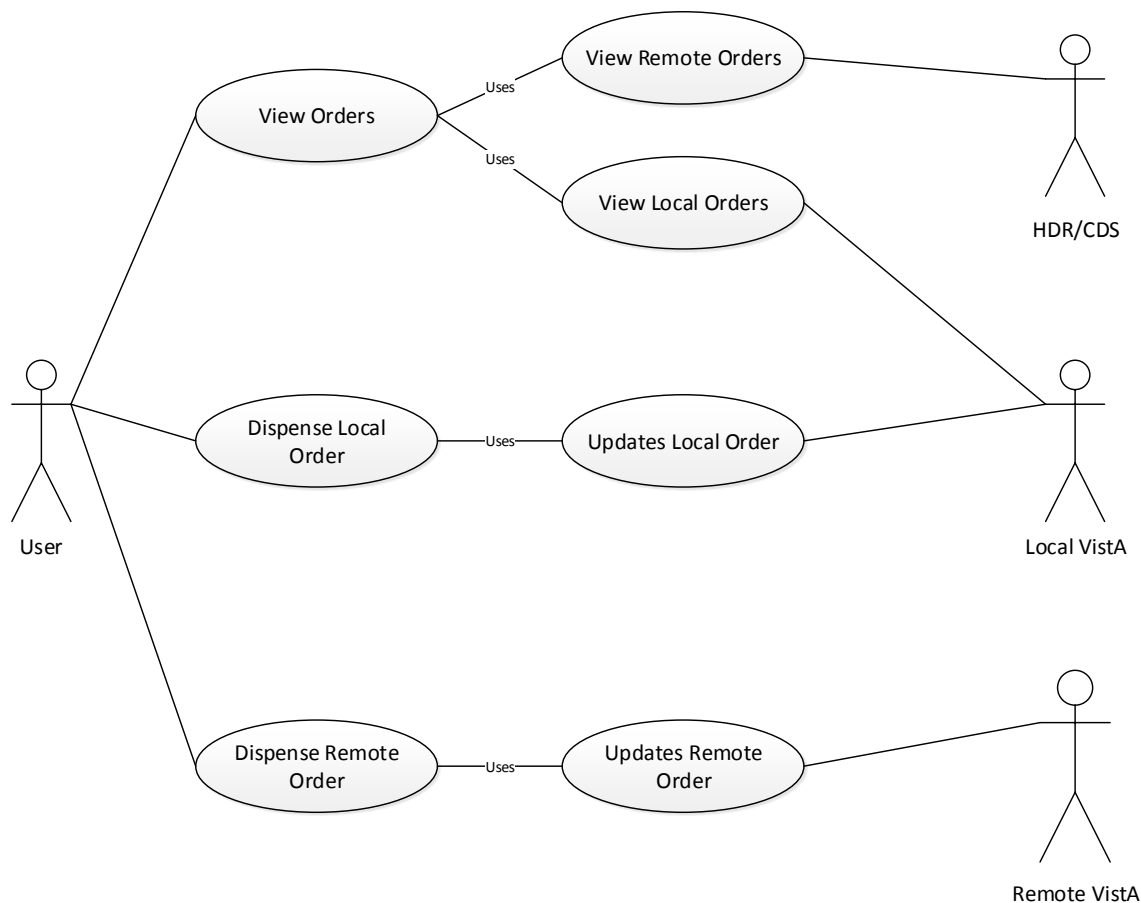 View Remote Orders
Uses
View Orders
Uses
View Local Orders
HDR/CDS
Dispense Local
Order
Uses
Updates Local Order
User
Local VistA
Dispense Remote
Order
Uses
Updates Remote
Order
Remote VistA